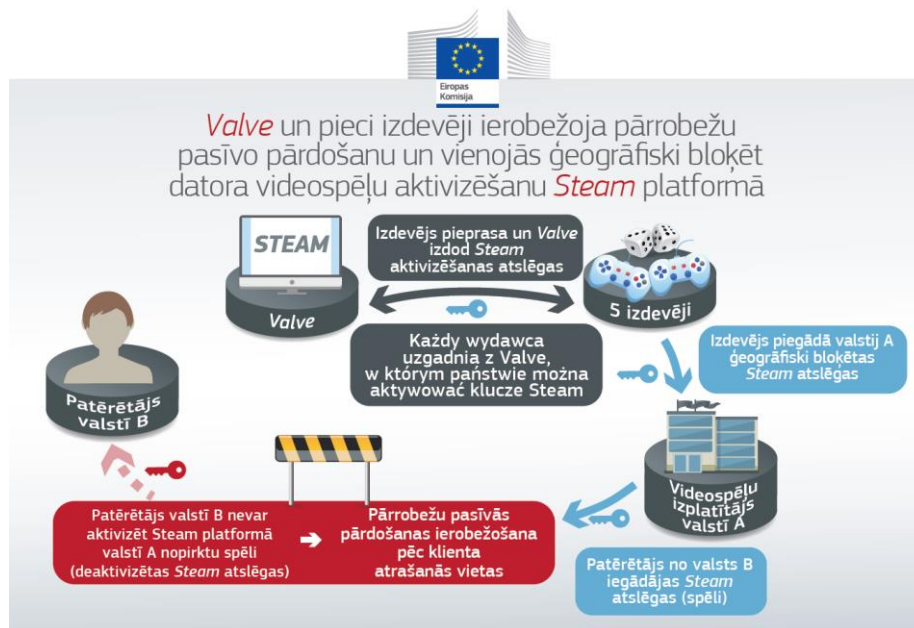 Eiropas
Komisija
Valve un pieci izdevēji ierobežoja pārrobežu
pasīvo pārdošanu un vienojās ģeogrāfiski bloķēt
datora videospēļu aktivizēšanu Steam platformā
STEAM
Valve
Izdevējs pieprasa un Valve
izdod Steam
aktivizēšanas atslēgas
5 izdevēji
Każdy wydawca
uzgadnia z Valve,
w którym państwie można
aktywować klucze Steam
Izdevējs piegādā valstij A
ģeogrāfiski bloķētas
Steam atslēgas
Patērētājs
valstī B
Videospēļu
izplatītājs
valstī A
Patērētājs valstī B nevar
aktivizēt Steam platformā
valstī A nopirktu spēli
(deaktivizētas Steam atslēgas)
Pārrobežu pasīvās
pārdošanas ierobežošana
pēc klienta
atrašanās vietas
Patērētājs no valsts B
iegādājas Steam
atslēgas (spēli)